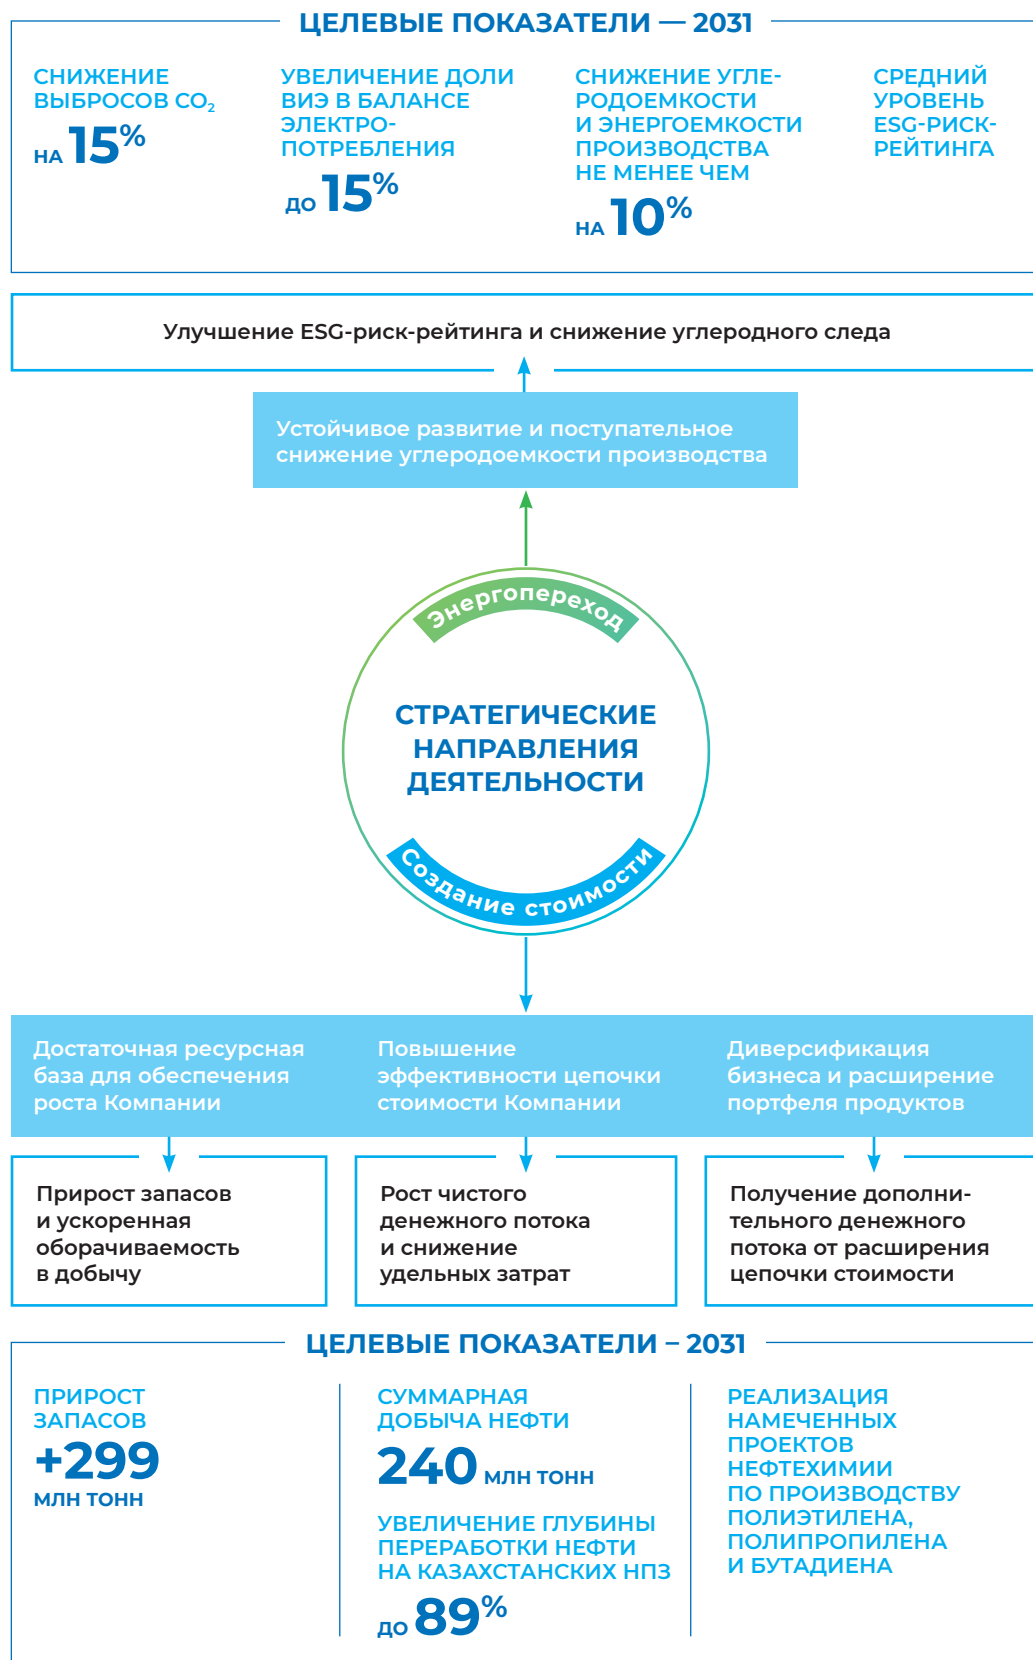 ЦЕЛЕВЫЕ ПОКАЗАТЕЛИ — 2031
СНИЖЕНИЕ
ВЫБРОСОВ CO₂
НА 15%
УВЕЛИЧЕНИЕ ДОЛИ
ВИЭ В БАЛАНСЕ
ЭЛЕКТРО-
ПОТРЕБЛЕНИЯ
ДО 15%
СНИЖЕНИЕ УГЛЕ-
РОДОЕМКОСТИ
И ЭНЕРГОЕМКОСТИ
ПРОИЗВОДСТВА
НЕ МЕНЕЕ ЧЕМ
НА 10%
СРЕДНИЙ
УРОВЕНЬ
ESG-РИСК-
РЕЙТИНГА
Улучшение ESG-риск-рейтинга и снижение углеродного следа
Устойчивое развитие и поступательное
снижение углеродоемкости производства
Энергопереход
СТРАТЕГИЧЕСКИЕ
НАПРАВЛЕНИЯ
ДЕЯТЕЛЬНОСТИ
Создание стоимости
Достаточная ресурсная
база для обеспечения
роста Компании
Повышение
эффективности цепочки
стоимости Компании
Диверсификация
бизнеса и расширение
портфеля продуктов
Прирост запасов
и ускоренная
оборачиваемость
в добычу
Рост чистого
денежного потока
и снижение
удельных затрат
Получение дополни-
тельного денежного
потока от расширения
цепочки стоимости
ЦЕЛЕВЫЕ ПОКАЗАТЕЛИ – 2031
ПРИРОСТ
ЗАПАСОВ
+299
МЛН ТОНН
СУММАРНАЯ
ДОБЫЧА НЕФТИ
240 МЛН ТОНН
УВЕЛИЧЕНИЕ ГЛУБИНЫ
ПЕРЕРАБОТКИ НЕФТИ
НА КАЗАХСТАНСКИХ НПЗ
ДО 89%
РЕАЛИЗАЦИЯ
НАМЕЧЕННЫХ
ПРОЕКТОВ
НЕФТЕХИМИИ
ПО ПРОИЗВОДСТВУ
ПОЛИЭТИЛЕНА,
ПОЛИПРОПИЛЕНА
И БУТАДИЕНА